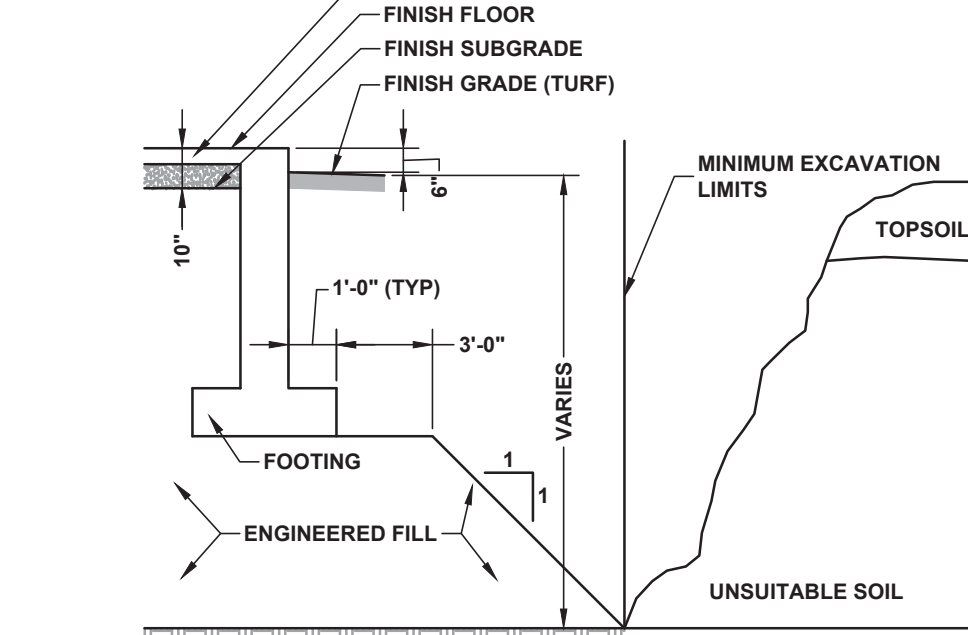 FINISH FLOOR
FINISH SUBGRADE
FINISH GRADE (TURF)
MINIMUM EXCAVATION
LIMITS
6"
TOPSOIL
10"
1'-0" (TYP)
3'-0"
VARIES
FOOTING
1
1
ENGINEERED FILL
UNSUITABLE SOIL